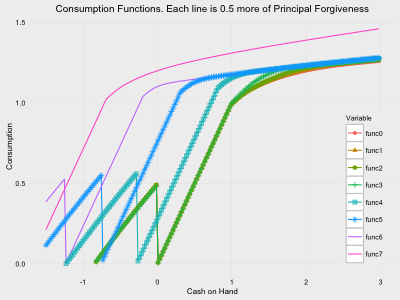 Consumption Functions. Each line is 0.5 more of Principal Forgiveness
1.5
1.0
0.5
0.0
Consumption
-1
0
1
2
3
Cash on Hand
Variable
func0
func1
func2
func3
func4
func5
func6
func7